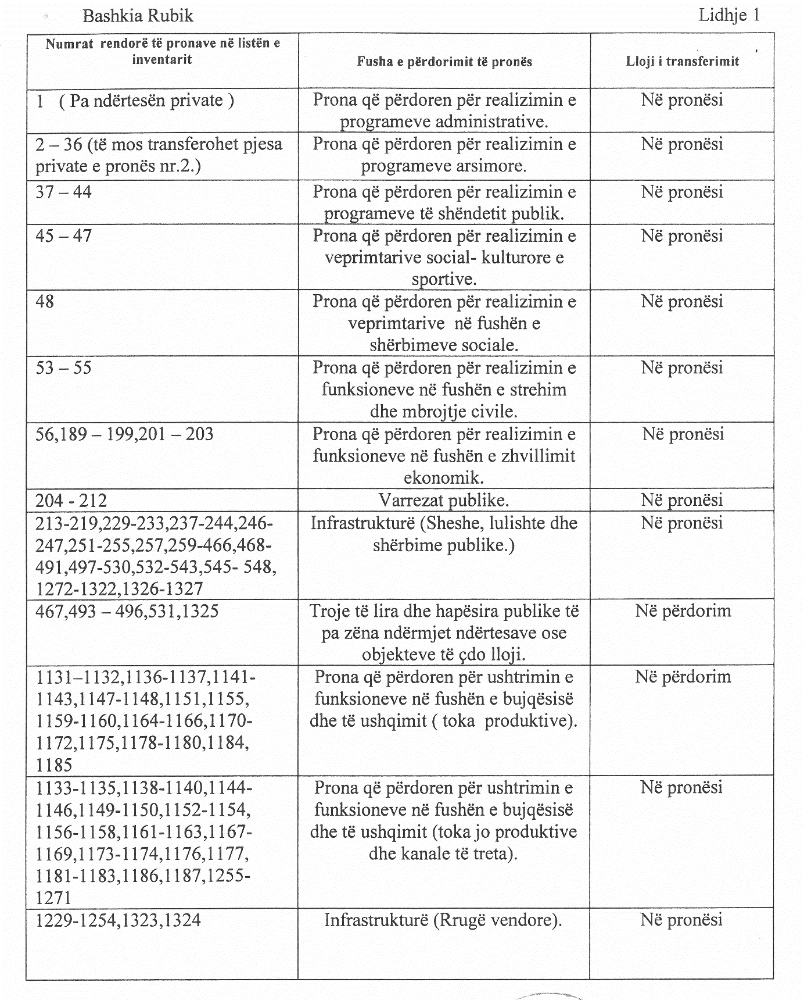 Bashkia Rubik
Lidhje 1
Numrat rendorë të pronave në listën e
inventarit
Fusha e përdorimit të pronës
Lloji i transferimit
1 ( Pa ndërtesën private )
Prona që përdoren për realizimin e
programeve administrative.
Në pronësi
2 – 36 (të mos transferohet pjesa
private e pronës nr.2.)
Prona që përdoren për realizimin e
programeve arsimore.
Në pronësi
37 – 44
Prona që përdoren për realizimin e
programeve të shëndetit publik.
Në pronësi
45 – 47
Prona që përdoren për realizimin e
veprimtarive social- kulturore e
sportive.
Në pronësi
48
Prona që përdoren për realizimin e
veprimtarive në fushën e
shërbimeve sociale.
Në pronësi
53 – 55
Prona që përdoren për realizimin e
funksioneve në fushën e strehim
dhe mbrojtje civile.
Në pronësi
56,189 – 199,201 – 203
Prona që përdoren për realizimin e
funksioneve në fushën e zhvillimit
ekonomik.
Në pronësi
204 - 212
Varrezat publike.
Në pronësi
213-219,229-233,237-244,246-
247,251-255,257,259-466,468-
491,497-530,532-543,545- 548,
1272-1322,1326-1327
Infrastrukturë (Sheshe, lulishte dhe
shërbime publike.)
Në pronësi
467,493 – 496,531,1325
Troje të lira dhe hapësira publike të
pa zëna ndërmjet ndërtesave ose
objekteve të çdo lloji.
Në përdorim
1131–1132,1136-1137,1141-
1143,1147-1148,1151,1155,
1159-1160,1164-1166,1170-
1172,1175,1178-1180,1184,
1185
Prona që përdoren për ushtrimin e
funksioneve në fushën e bujqësisë
dhe të ushqimit ( toka produktive).
Në përdorim
1133-1135,1138-1140,1144-
1146,1149-1150,1152-1154,
1156-1158,1161-1163,1167-
1169,1173-1174,1176,1177,
1181-1183,1186,1187,1255-
1271
Prona që përdoren për ushtrimin e
funksioneve në fushën e bujqësisë
dhe të ushqimit (toka jo produktive
dhe kanale të treta).
Në pronësi
1229-1254,1323,1324
Infrastrukturë (Rrugë vendore).
Në pronësi